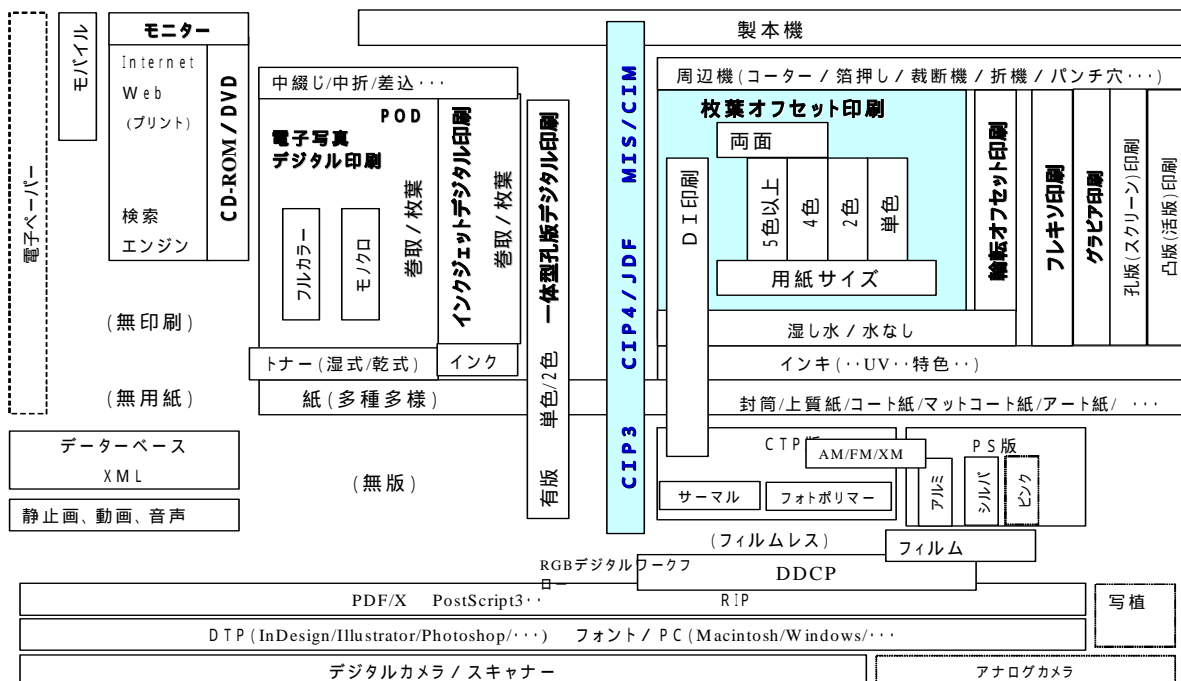 製本機
モニター
モバイル
Internet
Web
(プリント)
検索
エンジン
CD-ROM/DVD
電子ペーパー
(無印刷)
(無用紙)
データーベース
XML
静止画、動画、音声
中綴じ/中折/差込···
POD
電子写真
デジタル印刷
フルカラー
モノクロ
巻取/枚葉
インクジェットデジタル印刷
巻取/枚葉
トナー(湿式/乾式)
インク
紙(多種多様)
(無版)
一体型孔版デジタル印刷
単色/2色
有版
MIS/CIM
CIP4/JDF
CIP3
周辺機(コーター/箔押し/裁断機/折機/パンチ穴···)
枚葉オフセット印刷
両面
DI印刷
5色以上
4色
2色
単色
用紙サイズ
輪転オフセット印刷
フレキソ印刷
グラビア印刷
孔版(スクリーン)印刷
凸版(活版)印刷
湿し水/水なし
インキ(··UV··特色··)
封筒/上質紙/コート紙/マットコート紙/アート紙/ ···
CTP版
AM/FM/XM
サーマル
フォトポリマー
PS版
アルミ
シルバ
ピンク
(フィルムレス)
フィルム
RGBデジタルワークフ
ロー
DDCP
PDF/X PostScript3·· RIP
写植
DTP(InDesign/Illustrator/Photoshop/···) フォント/PC(Macintosh/Windows/···
デジタルカメラ/スキャナー
アナログカメラ